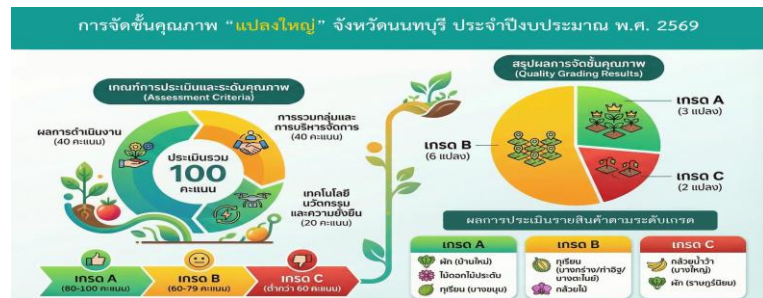 การจัดชั้นคุณภาพ “แปลงใหญ่” จังหวัดนนทบุรี ประจำปีงบประมาณ พ.ศ. 2569
เกณฑ์การประเมินและระดับคุณภาพ
(Assessment Criteria)
ผลการดำเนินงาน
(40 คะแนน)
การรวมกลุ่มและ
การบริหารจัดการ
(40 คะแนน)
ประเมินรวม
100
คะแนน
เทคโนโลยี
นวัตกรรม
และความยั่งยืน
(20 คะแนน)
เกรด A
(80-100 คะแนน)
เกรด B
(60-79 คะแนน)
เกรด C
(ต่ำกว่า 60 คะแนน)
สรุปผลการจัดชั้นคุณภาพ
(Quality Grading Results)
เกรด A
(3 แปลง)
เกรด B
(6 แปลง)
เกรด C
(2 แปลง)
ผลการประเมินรายสินค้าตามระดับเกรด
เกรด A
ผัก (บ้านใหม่)
ไม้ดอกไม้ประดับ
ทุเรียน (บางขนุน)
เกรด B
ทุเรียน
(บางกร่าง/ท่าอิฐ/
บางตะไนย์)
กล้วยไม้
เกรด C
กล้วยน้ำว้า
(บางใหญ่)
ผัก (ราษฎร์นิยม)